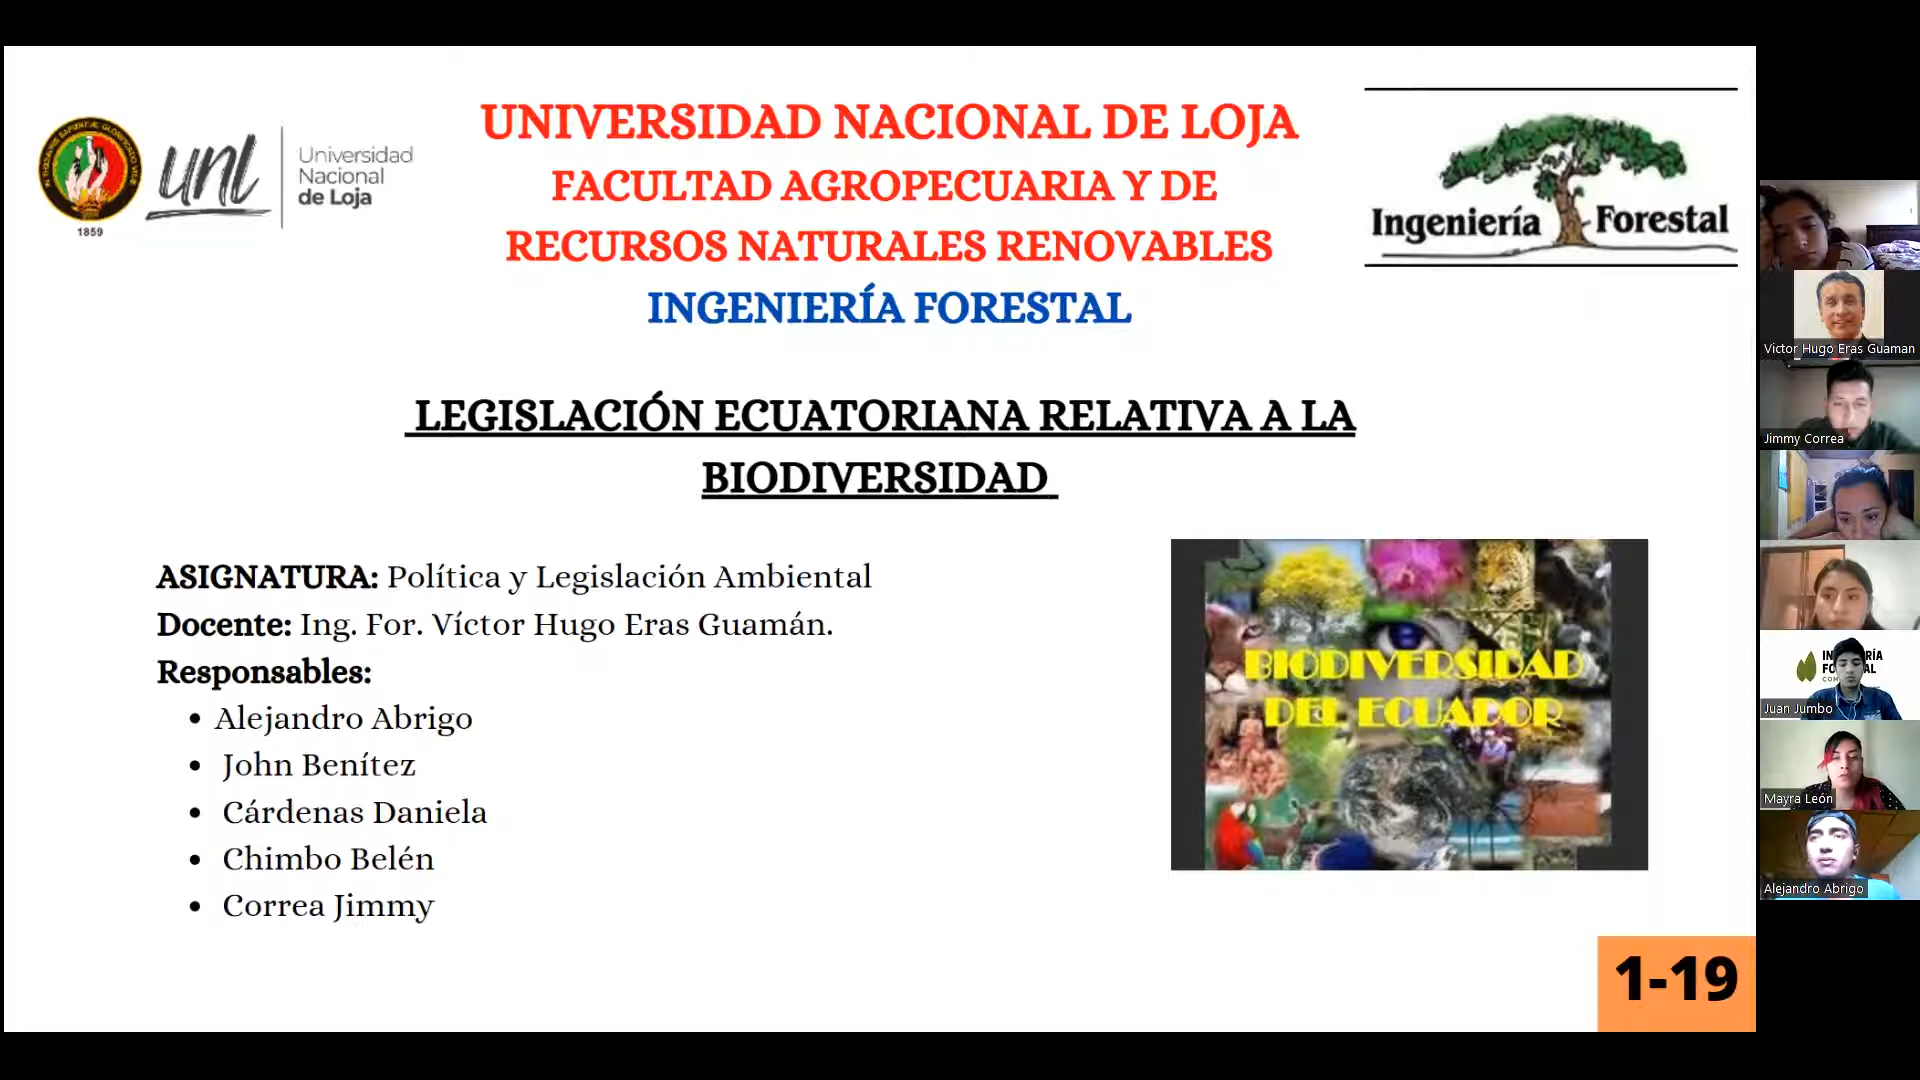 UNIVERSIDAD NACIONAL DE LOJA
FACULTAD AGROPECUARIA Y DE
RECURSOS NATURALES RENOVABLES
INGENIERÍA FORESTAL
1859
unl
Universidad
Nacional
de Loja
Ingeniería Forestal
LEGISLACIÓN ECUATORIANA RELATIVA A LA
BIODIVERSIDAD
ASIGNATURA: Política y Legislación Ambiental
Docente: Ing. For. Víctor Hugo Eras Guamán.
Responsables:
• Alejandro Abrigo
• John Benítez
• Cárdenas Daniela
• Chimbo Belén
• Correa Jimmy
BIODIVERSIDAD
DEL ECUADOR
1-19
Victor Hugo Eras Guaman
Jimmy Correa
Juan Jumbo
Mayra León
Alejandro Abrigo